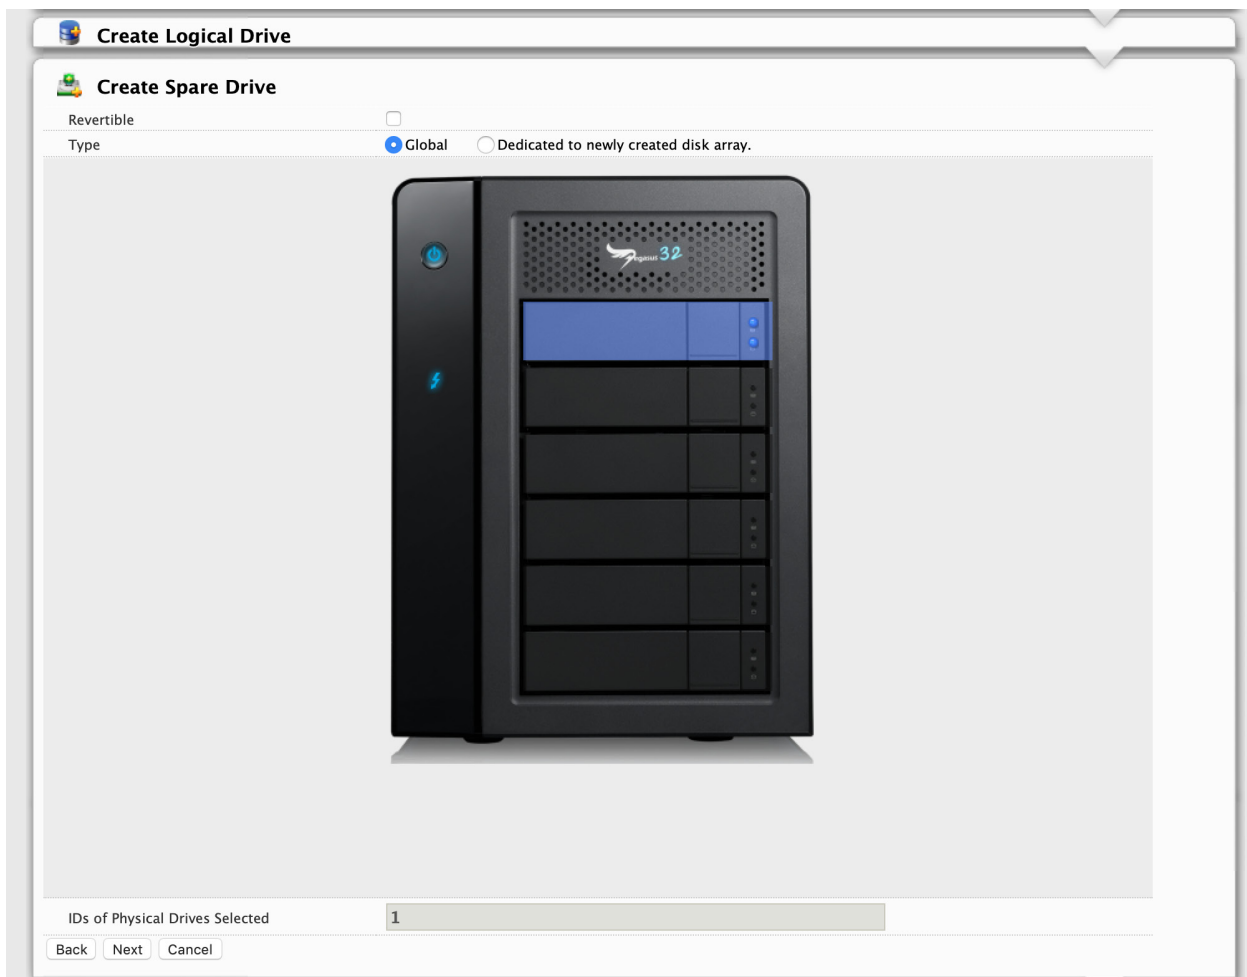 Create Logical Drive
Create Spare Drive
Revertible
Type Global Dedicated to newly created disk array.
Pegasus 32
IDs of Physical Drives Selected 1
Back Next Cancel